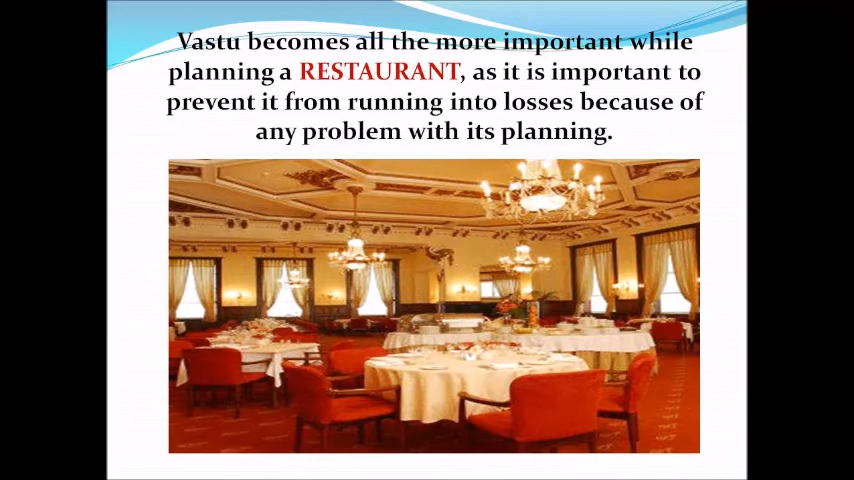 Vastu becomes all the more important while
planning a RESTAURANT, as it is important to
prevent it from running into losses because of
any problem with its planning.